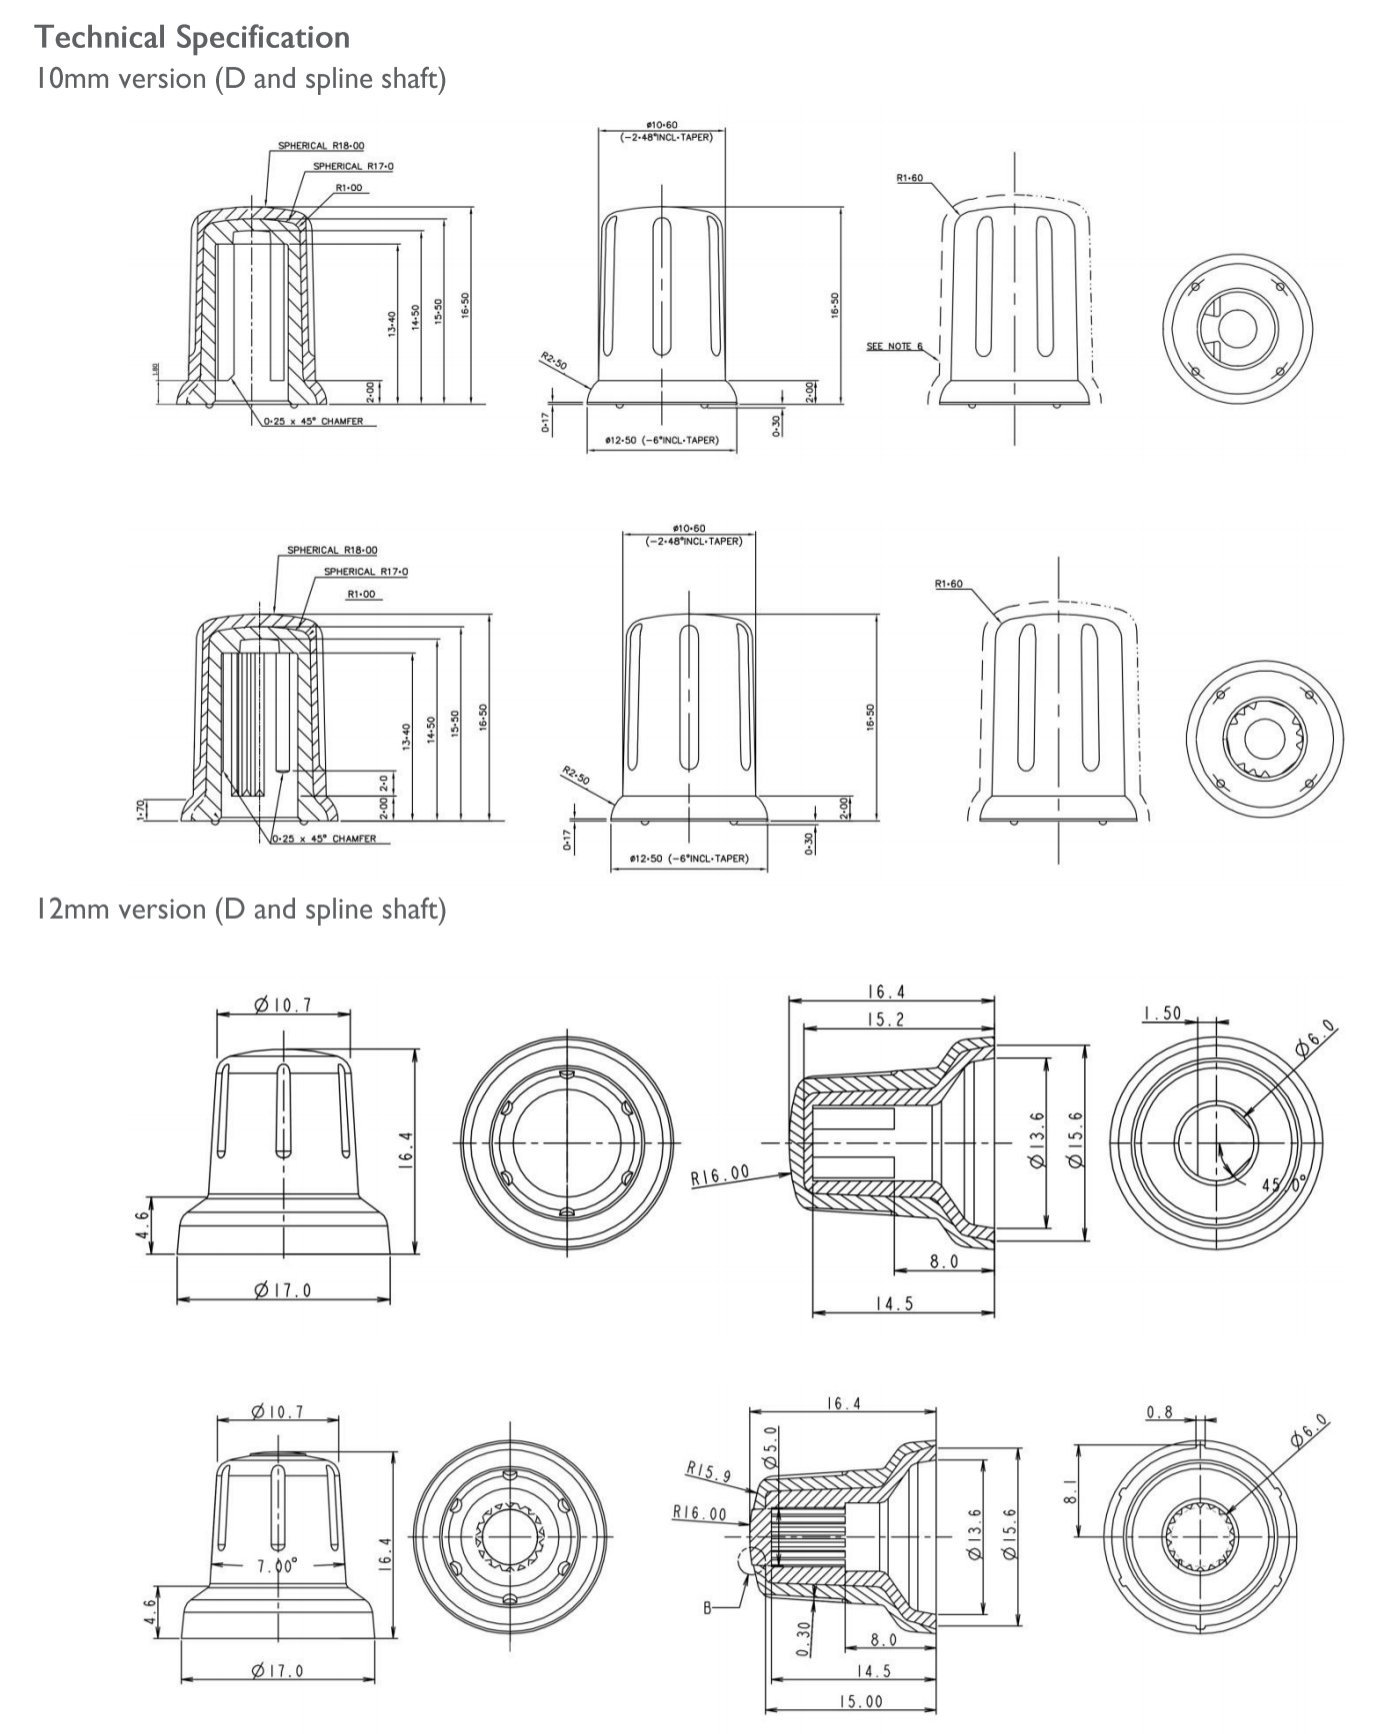 Technical Specification
10mm version (D and spline shaft)
SPHERICAL R18·00
SPHERICAL R17·0
R1·00
13·40
14·50
15·50
16·50
1·80
2·00
0·25 x 45° CHAMFER
ø10·60
(–2·48°INCL·TAPER)
R2·50
16·50
2·00
0·17
0·30
ø12·50 (–6°INCL·TAPER)
R1·60
SEE NOTE 6
SPHERICAL R18·00
SPHERICAL R17·0
R1·00
13·40
14·50
15·50
16·50
2·0
2·00
1·70
0·25 x 45° CHAMFER
ø10·60
(–2·48°INCL·TAPER)
R2·50
16·50
2·00
0·17
0·30
ø12·50 (–6°INCL·TAPER)
R1·60
12mm version (D and spline shaft)
Ø10.7
16.4
4.6
Ø17.0
16.4
15.2
R16.00
Ø13.6
Ø15.6
8.0
14.5
1.50
Ø6.0
45.0°
Ø10.7
7.00°
16.4
4.6
Ø17.0
16.4
Ø5.0
R15.9
R16.00
B
0.30
Ø13.6
Ø15.6
8.0
14.5
15.00
0.8
Ø6.0
8.1